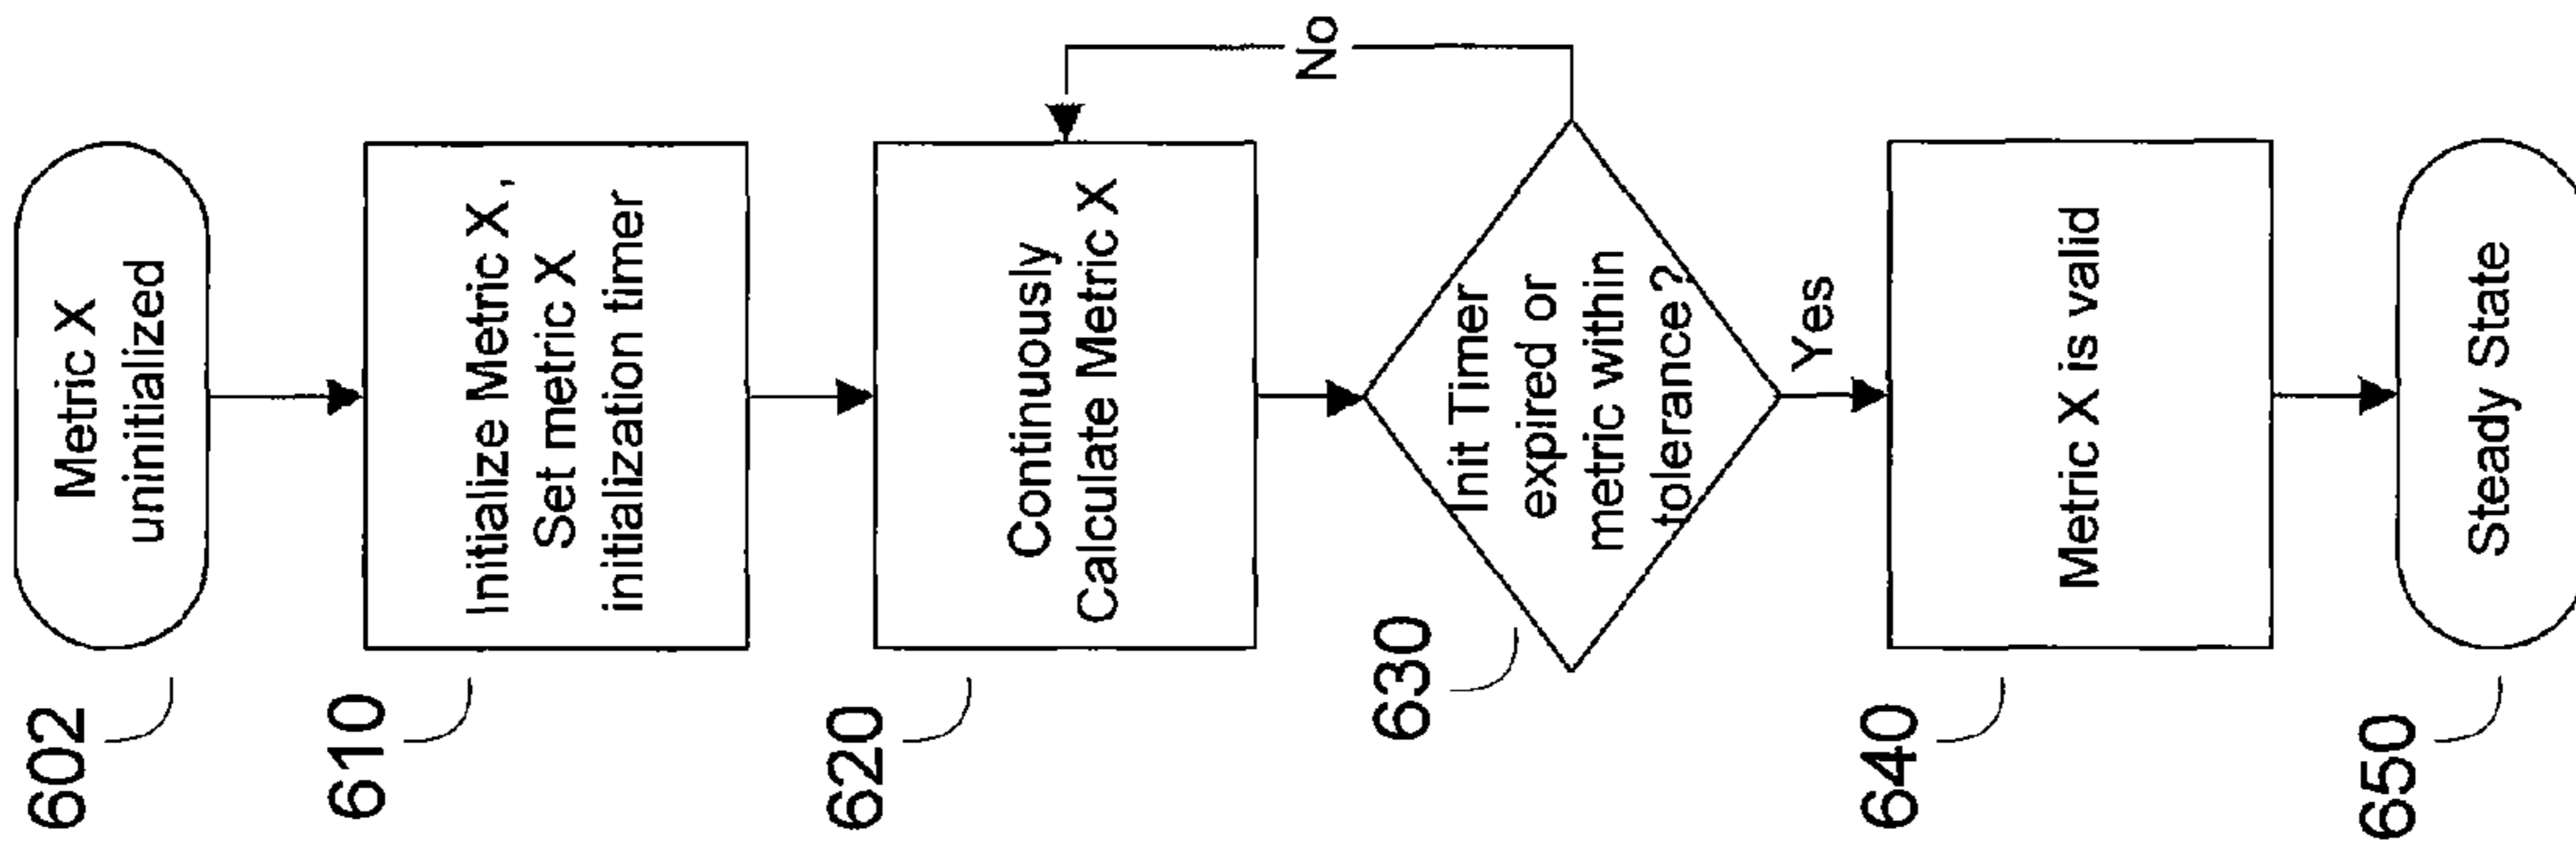 602
Metric X
uninitialized
610
Initialize Metric X,
Set metric X
initialization timer
620
Continuously
Calculate Metric X
No
630
Init Timer
expired or
metric within
tolerance?
Yes
640
Metric X is valid
650
Steady State